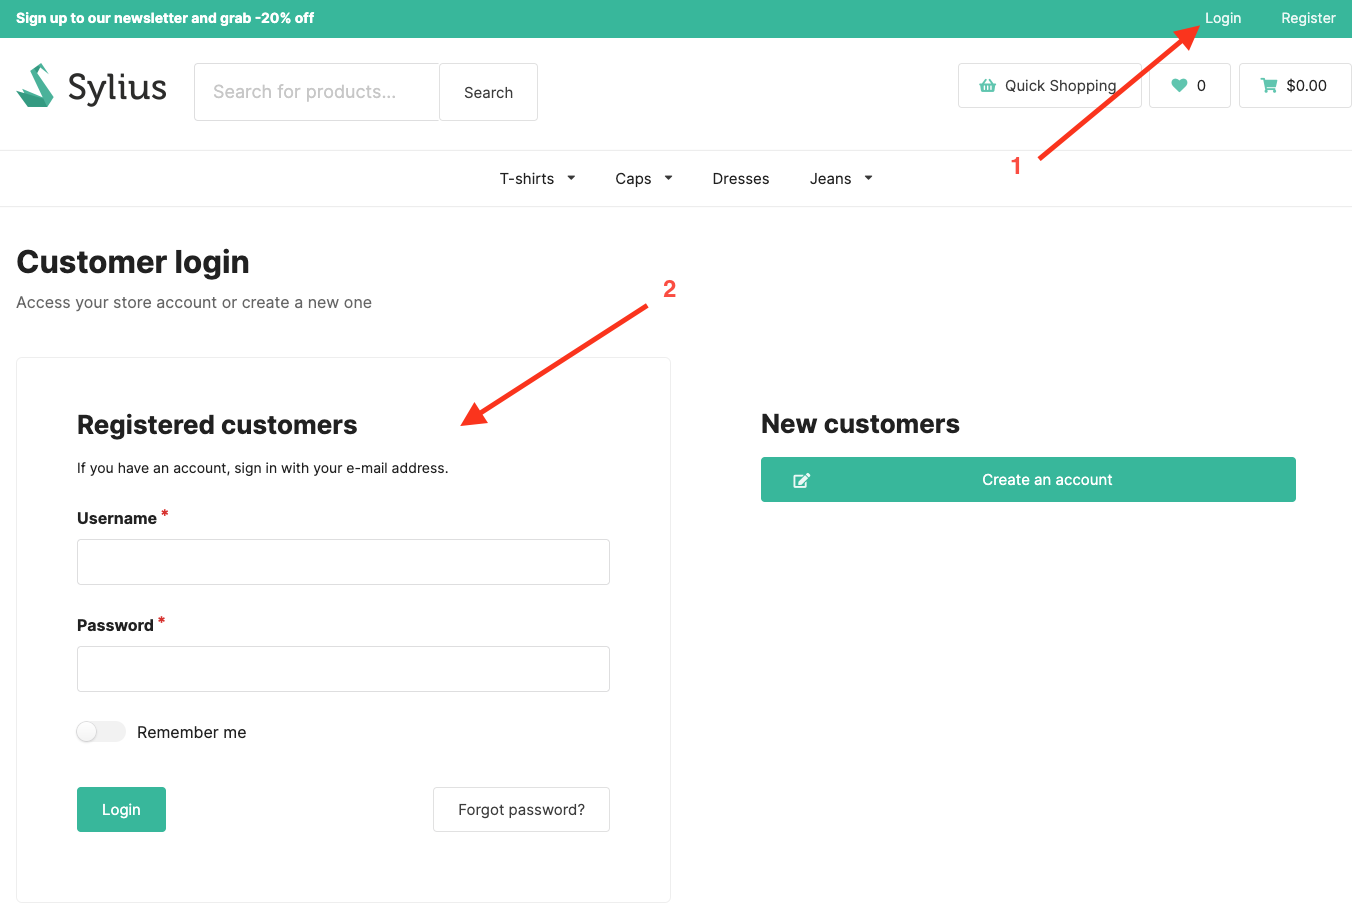 Sign up to our newsletter and grab -20% off
Login
Register
Sylius
Search for products...
Search
Quick Shopping
0
$0.00
1
T-shirts
Caps
Dresses
Jeans
Customer login
Access your store account or create a new one
2
Registered customers
If you have an account, sign in with your e-mail address.
Username *
Password *
Remember me
Login
Forgot password?
New customers
Create an account